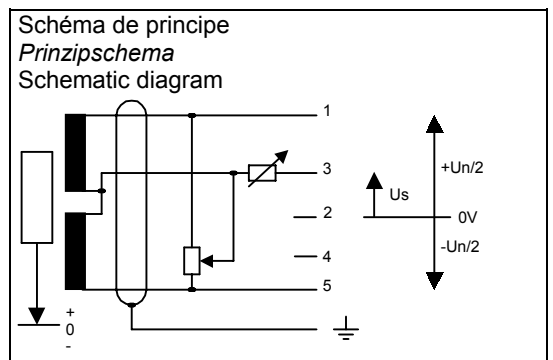 Schéma de principe
Prinzipschema
Schematic diagram
1
3
2
4
5
+Un/2
Us
0V
-Un/2
+
0
-